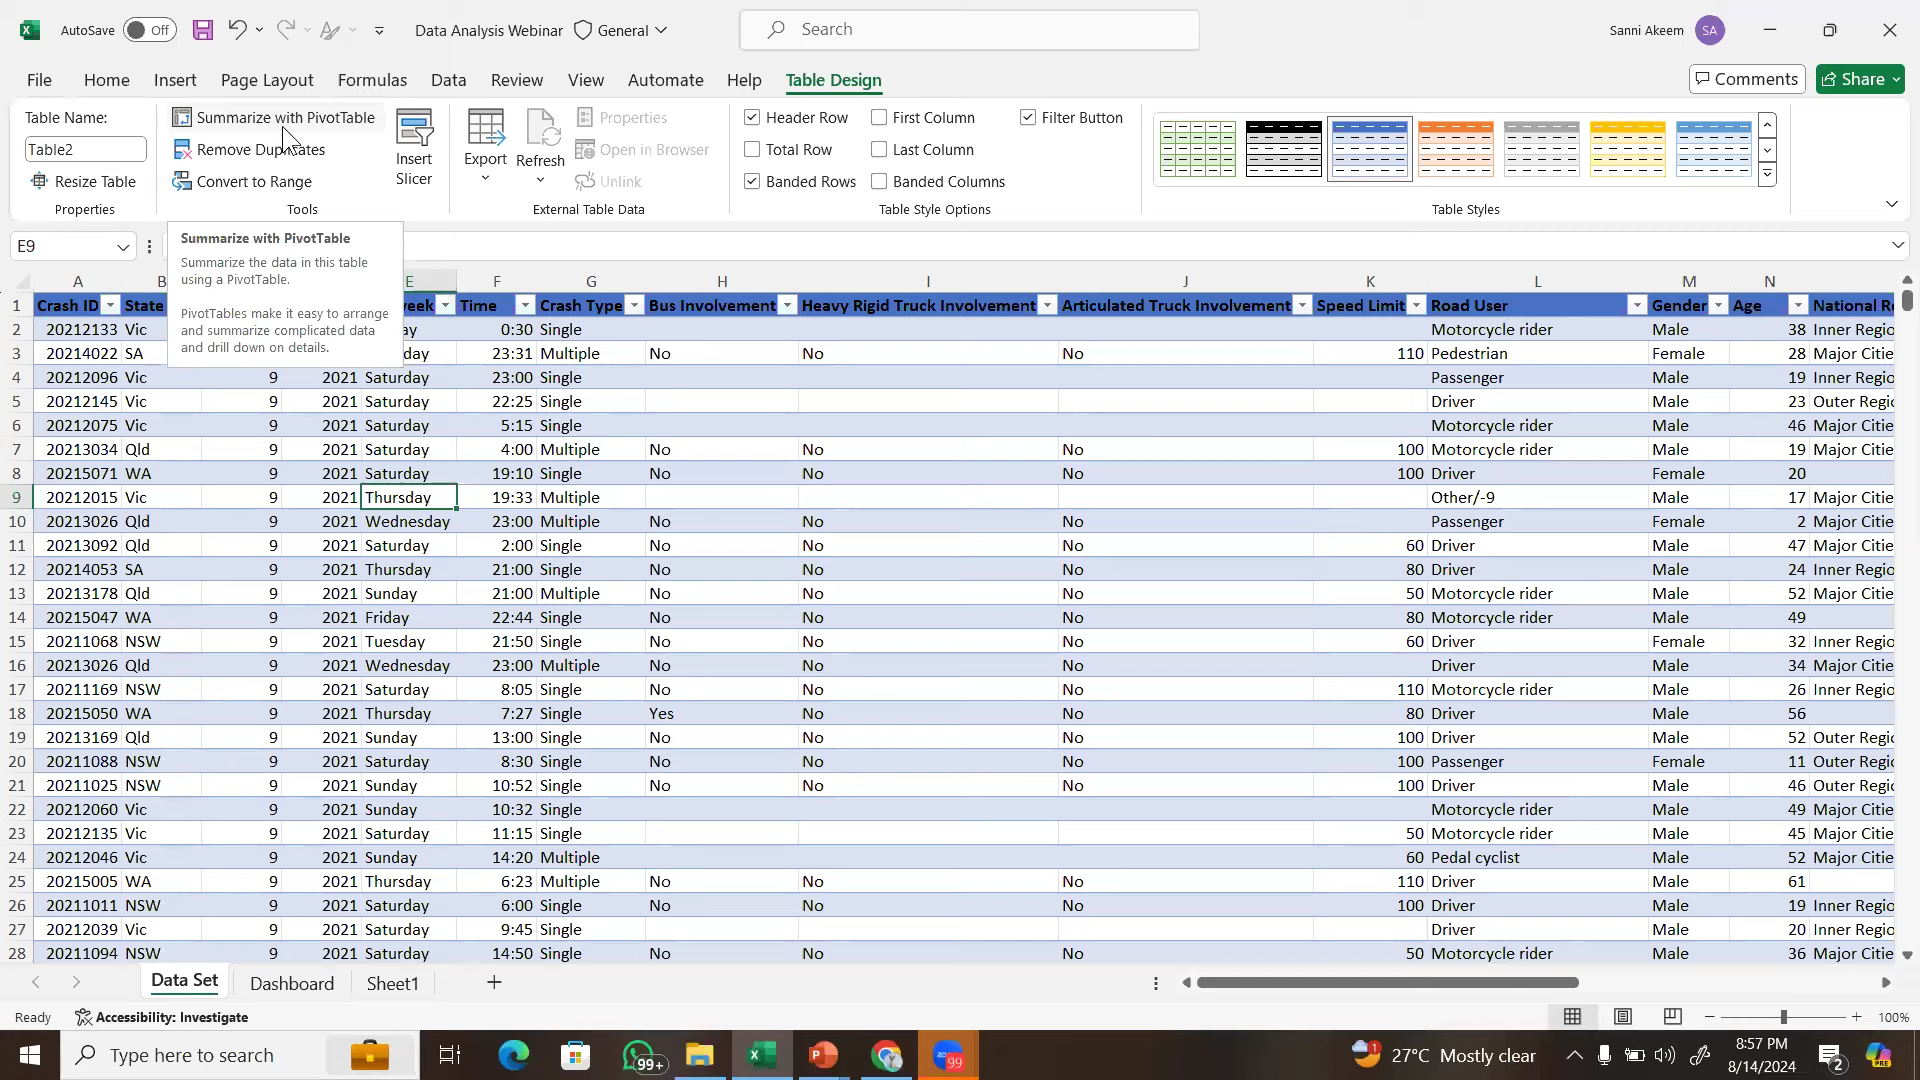 AutoSave Off Data Analysis Webinar General Search Sanni Akeem SA
File Home Insert Page Layout Formulas Data Review View Automate Help Table Design Comments Share
Table Name: Summarize with PivotTable Properties Header Row First Column Filter Button
Table2 Remove Duplicates Insert Slicer Export Refresh Open in Browser Total Row Last Column
Resize Table Convert to Range Unlink Banded Rows Banded Columns
Properties Tools External Table Data Table Style Options Table Styles
E9
Summarize with PivotTable
Summarize the data in this table
using a PivotTable.
PivotTables make it easy to arrange
and summarize complicated data
and drill down on details.
A B E F G H I J K L M N
1 Crash ID State week Time Crash Type Bus Involvement Heavy Rigid Truck Involvement Articulated Truck Involvement Speed Limit Road User Gender Age National Re
2 20212133 Vic ay 0:30 Single Motorcycle rider Male 38 Inner Regio
3 20214022 SA day 23:31 Multiple No No No 110 Pedestrian Female 28 Major Cities
4 20212096 Vic 9 2021 Saturday 23:00 Single Passenger Male 19 Inner Regio
5 20212145 Vic 9 2021 Saturday 22:25 Single Driver Male 23 Outer Regic
6 20212075 Vic 9 2021 Saturday 5:15 Single Motorcycle rider Male 46 Major Citie
7 20213034 Qld 9 2021 Saturday 4:00 Multiple No No No 100 Motorcycle rider Male 19 Major Citie
8 20215071 WA 9 2021 Saturday 19:10 Single No No No 100 Driver Female 20
9 20212015 Vic 9 2021 Thursday 19:33 Multiple Other/-9 Male 17 Major Citie
10 20213026 Qld 9 2021 Wednesday 23:00 Multiple No No No Passenger Female 2 Major Citie
11 20213092 Qld 9 2021 Saturday 2:00 Single No No No 60 Driver Male 47 Major Citie
12 20214053 SA 9 2021 Thursday 21:00 Single No No No 80 Driver Male 24 Inner Regio
13 20213178 Qld 9 2021 Sunday 21:00 Multiple No No No 50 Motorcycle rider Male 52 Major Citie
14 20215047 WA 9 2021 Friday 22:44 Single No No No 80 Motorcycle rider Male 49
15 20211068 NSW 9 2021 Tuesday 21:50 Single No No No 60 Driver Female 32 Inner Regio
16 20213026 Qld 9 2021 Wednesday 23:00 Multiple No No No Driver Male 34 Major Citie
17 20211169 NSW 9 2021 Saturday 8:05 Single No No No 110 Motorcycle rider Male 26 Inner Regio
18 20215050 WA 9 2021 Thursday 7:27 Single Yes No No 80 Driver Male 56
19 20213169 Qld 9 2021 Sunday 13:00 Single No No No 100 Driver Male 52 Outer Regic
20 20211088 NSW 9 2021 Saturday 8:30 Single No No No 100 Passenger Female 11 Outer Regic
21 20211025 NSW 9 2021 Sunday 10:52 Single No No No 100 Driver Male 46 Outer Regic
22 20212060 Vic 9 2021 Sunday 10:32 Single Motorcycle rider Male 49 Major Citie
23 20212135 Vic 9 2021 Saturday 11:15 Single 50 Motorcycle rider Male 45 Major Citie
24 20212046 Vic 9 2021 Sunday 14:20 Multiple 60 Pedal cyclist Male 52 Major Citie
25 20215005 WA 9 2021 Thursday 6:23 Multiple No No No 110 Driver Male 61
26 20211011 NSW 9 2021 Saturday 6:00 Single No No No 100 Driver Male 19 Inner Regio
27 20212039 Vic 9 2021 Saturday 9:45 Single Driver Male 20 Inner Regio
28 20211094 NSW 9 2021 Saturday 14:50 Single No No No 50 Motorcycle rider Male 36 Major Citie
Data Set Dashboard Sheet1
Ready Accessibility: Investigate 100%
Type here to search 99+ 99 1 27°C Mostly clear 8:57 PM 2
8/14/2024